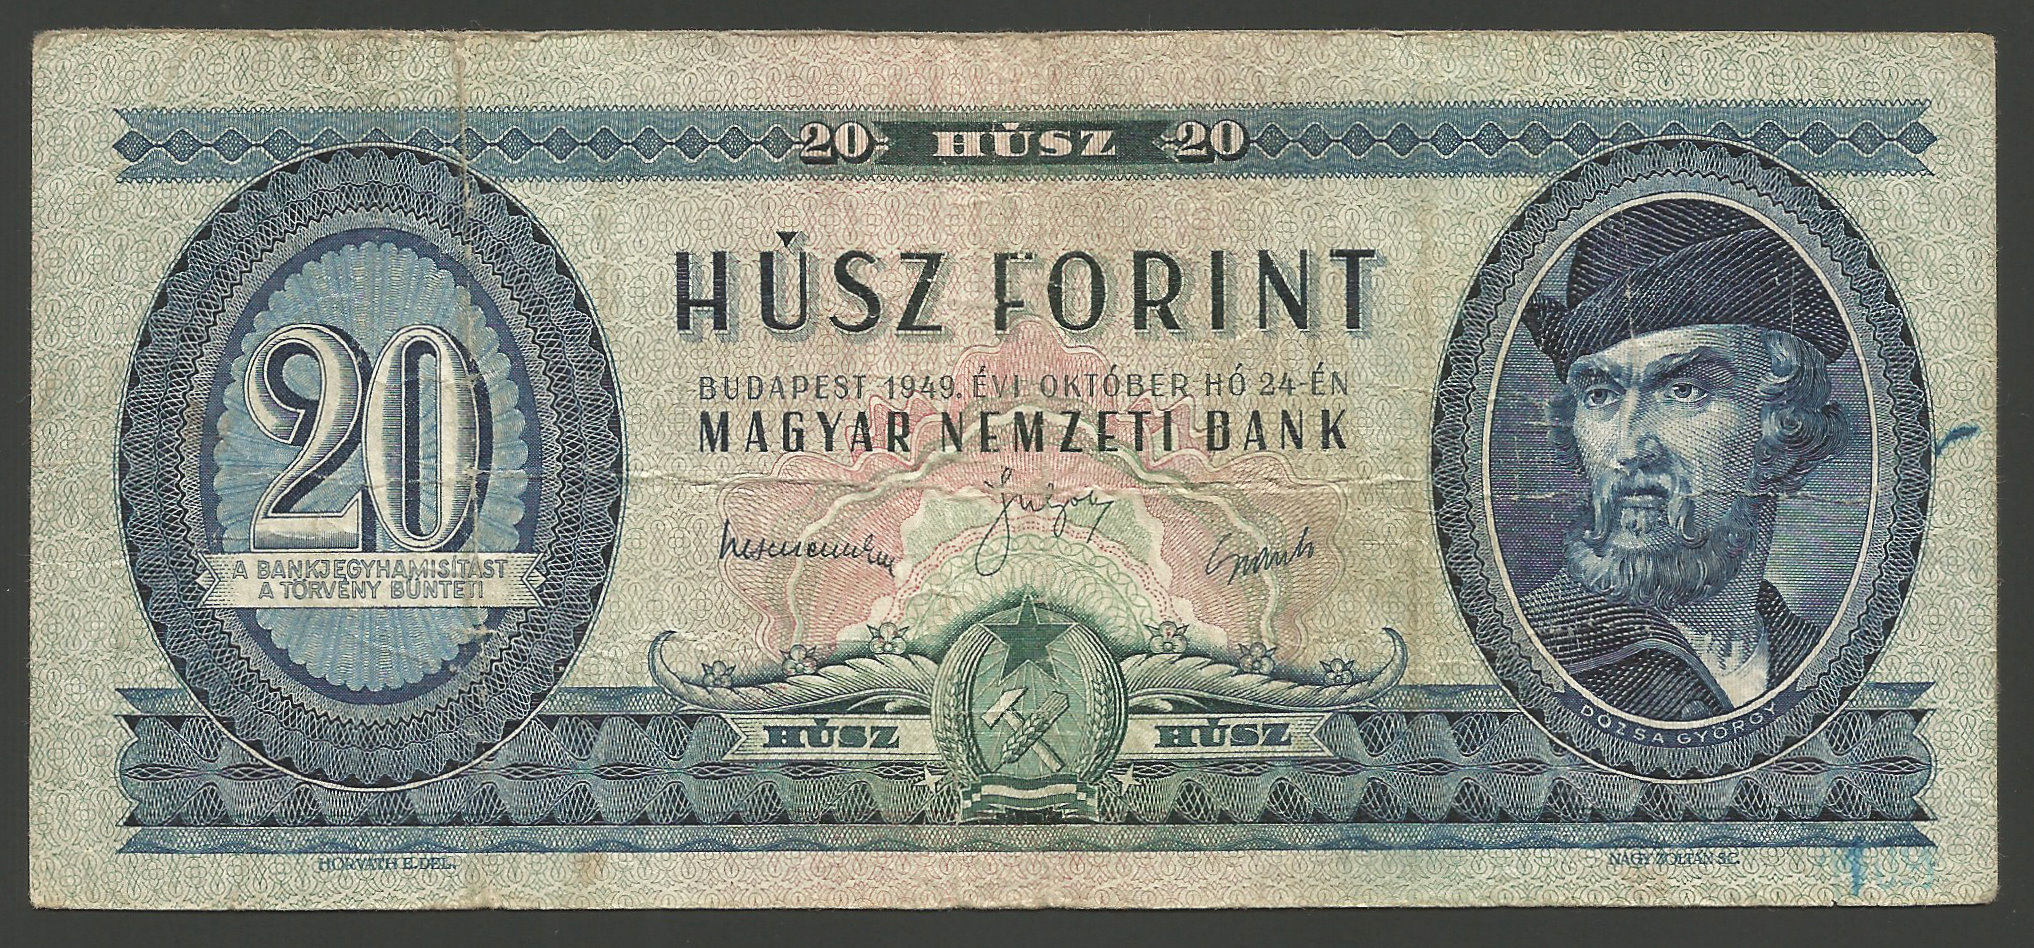 20 HÚSZ 20
HÚSZ FORINT
BUDAPEST 1949. ÉVI OKTÓBER HÓ 24-ÉN
MAGYAR NEMZETI BANK
20
A BANKJEGYHAMISÍTÁST
A TÖRVÉNY BÜNTETI
HÚSZ HÚSZ
DÓZSA GYÖRGY
HORVÁTH E. DEL.
NAGY ZOLTÁN SC.